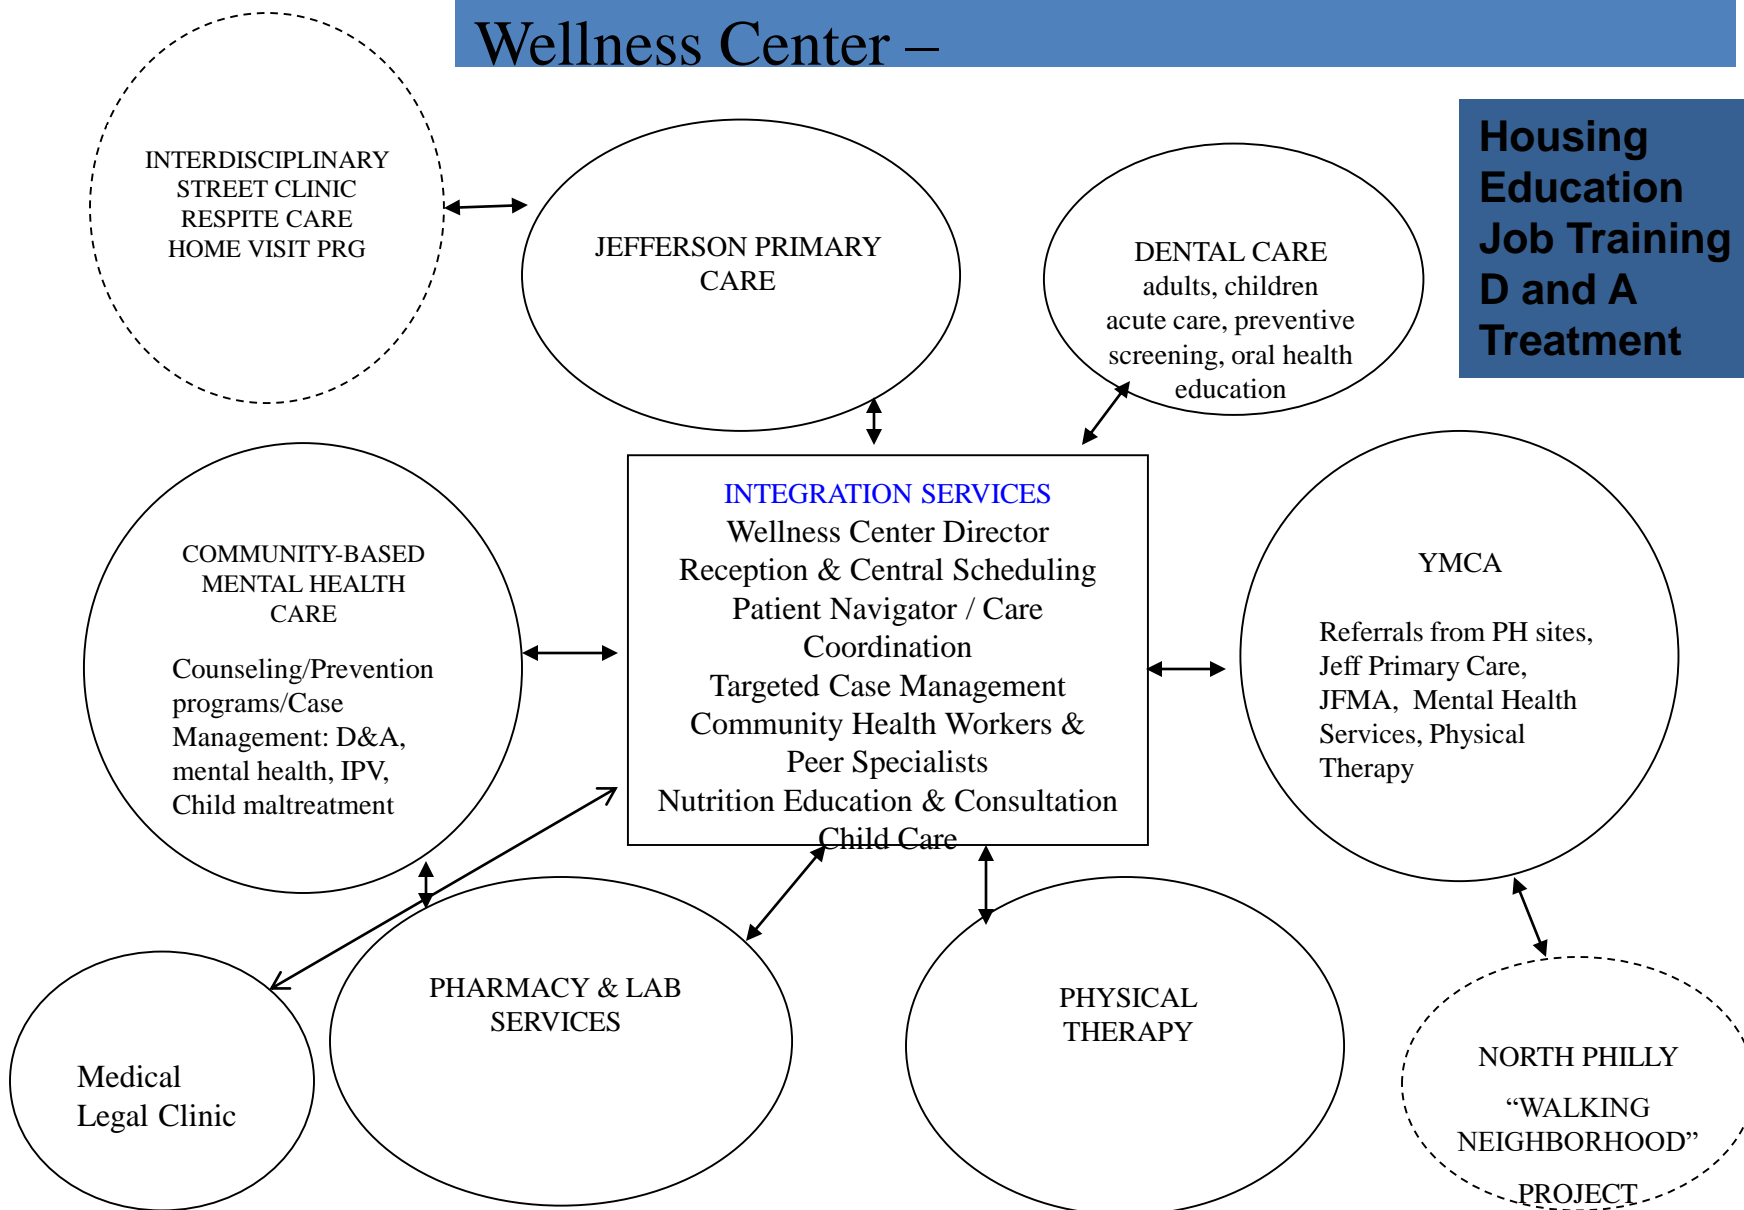 Wellness Center –
Housing
Education
Job Training
D and A
Treatment
INTERDISCIPLINARY
STREET CLINIC
RESPITE CARE
HOME VISIT PRG
JEFFERSON PRIMARY
CARE
DENTAL CARE
adults, children
acute care, preventive
screening, oral health
education
COMMUNITY-BASED
MENTAL HEALTH
CARE
Counseling/Prevention
programs/Case
Management: D&A,
mental health, IPV,
Child maltreatment
INTEGRATION SERVICES
Wellness Center Director
Reception & Central Scheduling
Patient Navigator / Care
Coordination
Targeted Case Management
Community Health Workers &
Peer Specialists
Nutrition Education & Consultation
Child Care
YMCA
Referrals from PH sites,
Jeff Primary Care,
JFMA, Mental Health
Services, Physical
Therapy
Medical
Legal Clinic
PHARMACY & LAB
SERVICES
PHYSICAL
THERAPY
NORTH PHILLY
“WALKING
NEIGHBORHOOD”
PROJECT